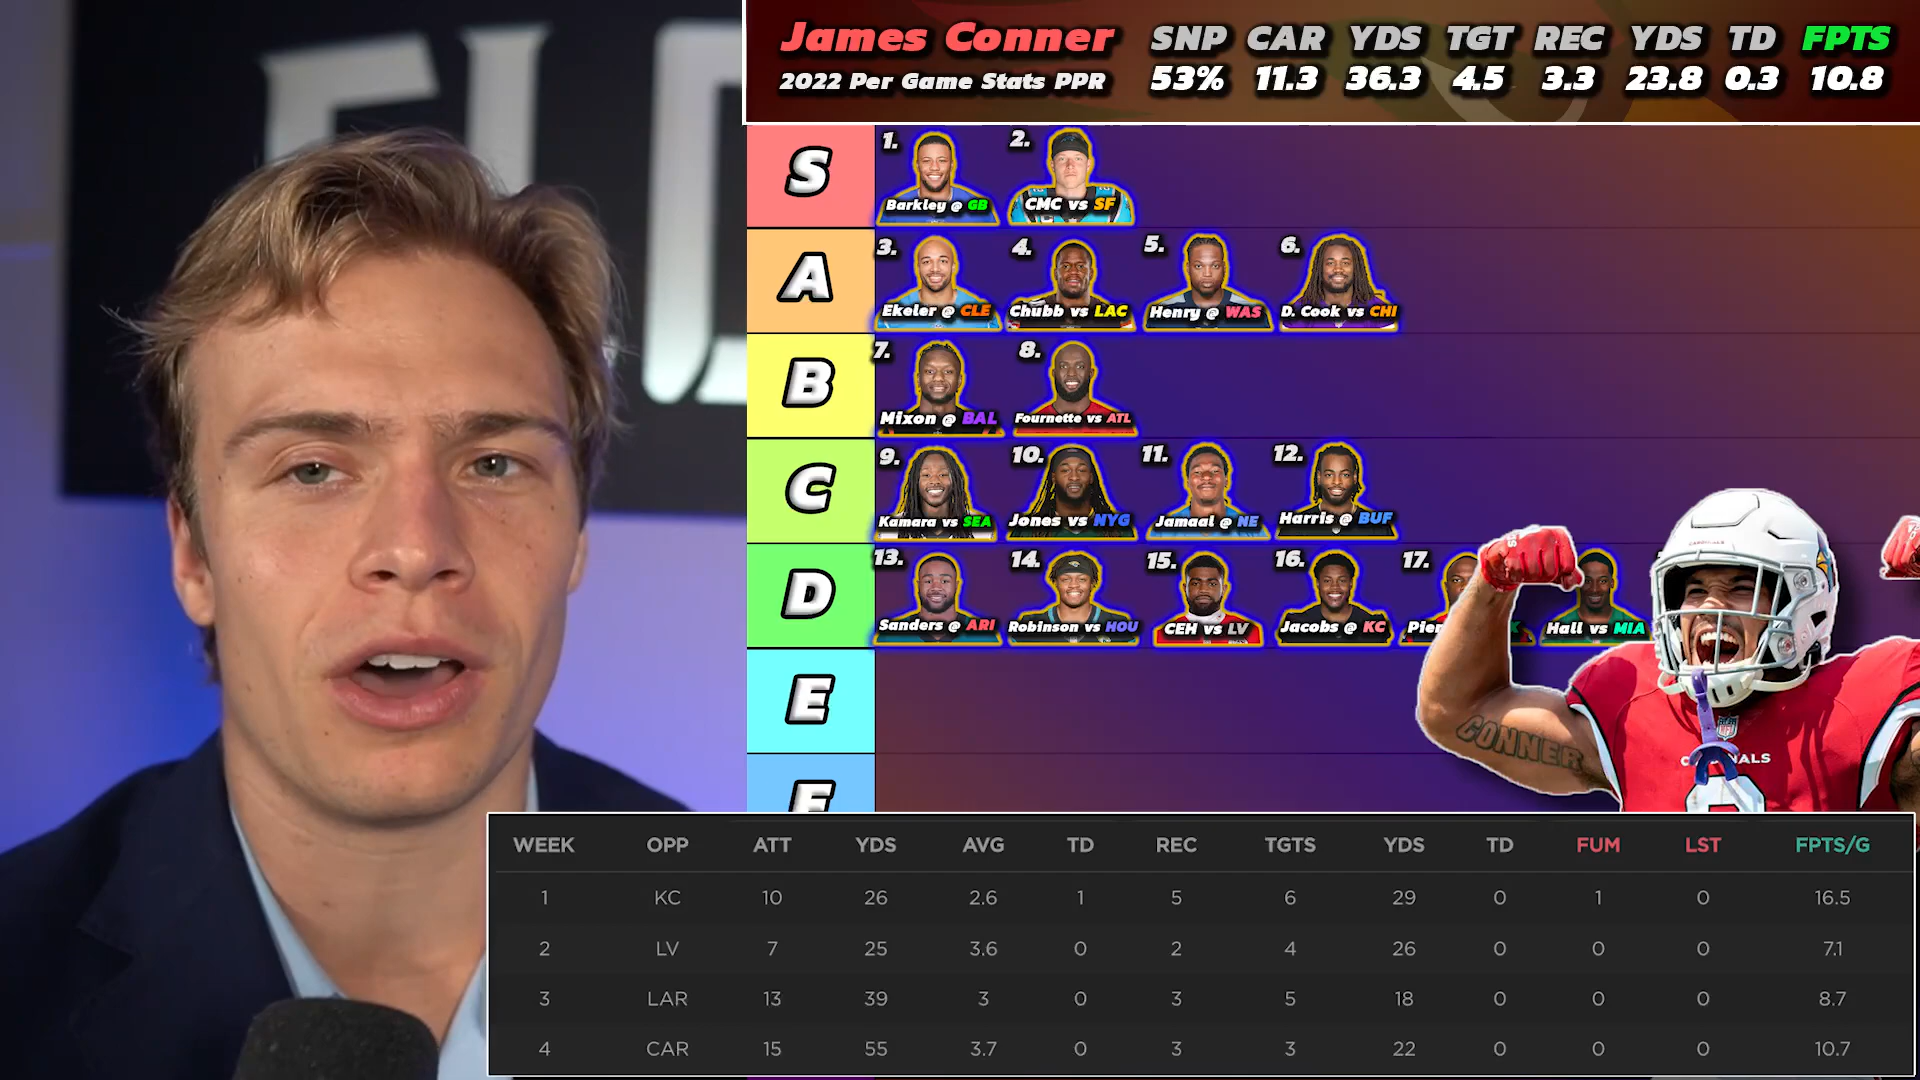 James Conner SNP CAR YDS TGT REC YDS TD FPTS
2022 Per Game Stats PPR 53% 11.3 36.3 4.5 3.3 23.8 0.3 10.8
S
1. 2.
Barkley @ GB CMC vs SF
A
3. 4. 5. 6.
Ekeler @ CLE Chubb vs LAC Henry @ WAS D. Cook vs CHI
B
7. 8.
Mixon @ BAL Fournette vs ATL
C
9. 10. 11. 12.
Kamara vs SEA Jones vs NYG Jamaal @ NE Harris @ BUF
D
13. 14. 15. 16. 17.
Sanders @ ARI Robinson vs HOU CEH vs LV Jacobs @ KC Pier Hall vs MIA
E
F
CONNER
WEEK OPP ATT YDS AVG TD REC TGTS YDS TD FUM LST FPTS/G
1 KC 10 26 2.6 1 5 6 29 0 1 0 16.5
2 LV 7 25 3.6 0 2 4 26 0 0 0 7.1
3 LAR 13 39 3 0 3 5 18 0 0 0 8.7
4 CAR 15 55 3.7 0 3 3 22 0 0 0 10.7